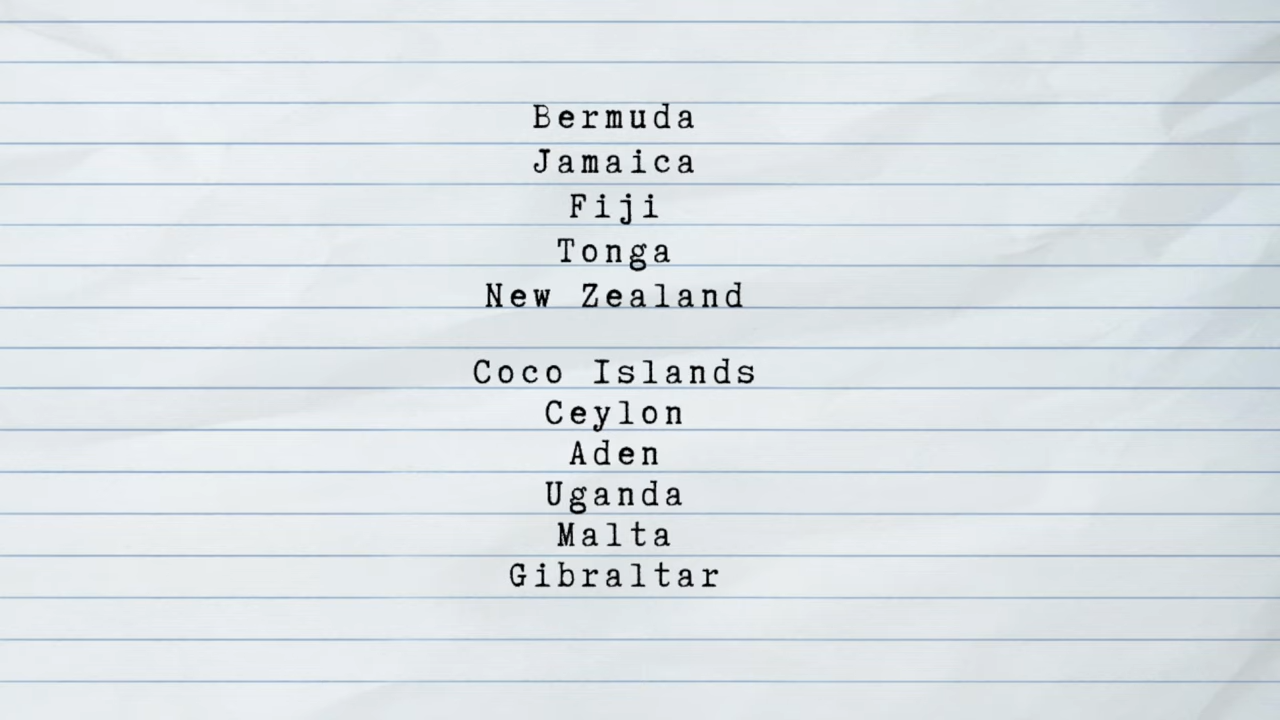 Bermuda
Jamaica
Fiji
Tonga
New Zealand
Coco Islands
Ceylon
Aden
Uganda
Malta
Gibraltar